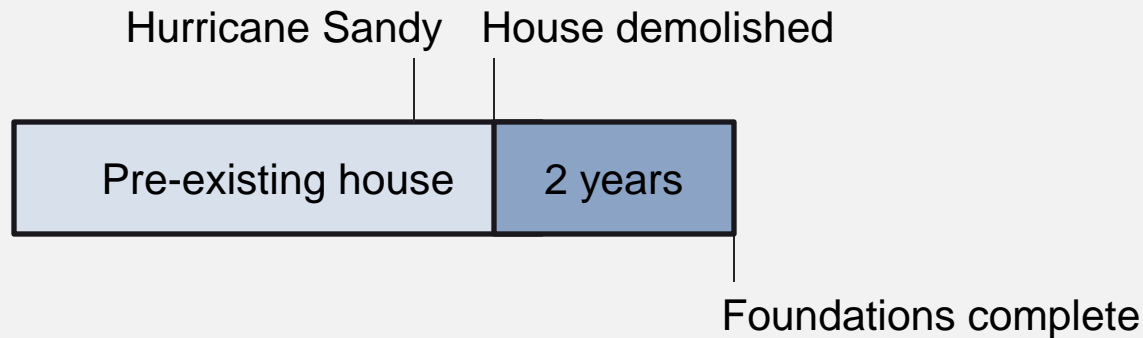 Hurricane Sandy
House demolished
Pre-existing house
2 years
Foundations complete